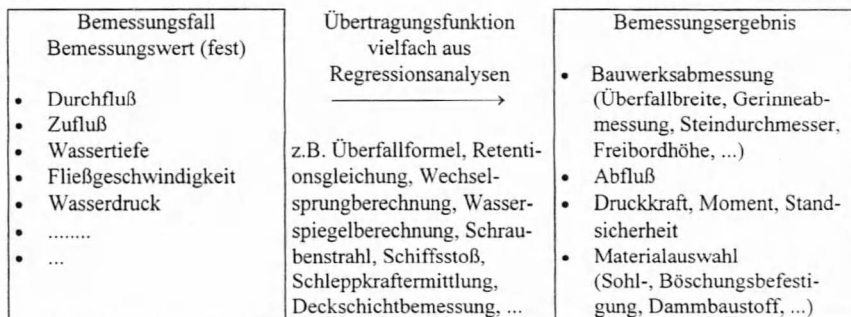 Bemessungsfall
Bemessungswert (fest)
• Durchfluß
• Zufluß
• Wassertiefe
• Fließgeschwindigkeit
• Wasserdruck
• ........
• ...
Übertragungsfunktion
vielfach aus
Regressionsanalysen
z.B. Überfallformel, Retenti-
onsgleichung, Wechsel-
sprungberechnung, Wasser-
spiegelberechnung, Schrau-
benstrahl, Schiffsstoß,
Schleppkraftermittlung,
Deckschichtbemessung, ...
Bemessungsergebnis
• Bauwerksabmessung
(Überfallbreite, Gerinneab-
messung, Steindurchmesser,
Freibordhöhe, ...)
• Abfluß
• Druckkraft, Moment, Stand-
sicherheit
• Materialauswahl
(Sohl-, Böschungsbefesti-
gung, Dammbaustoff, ...)